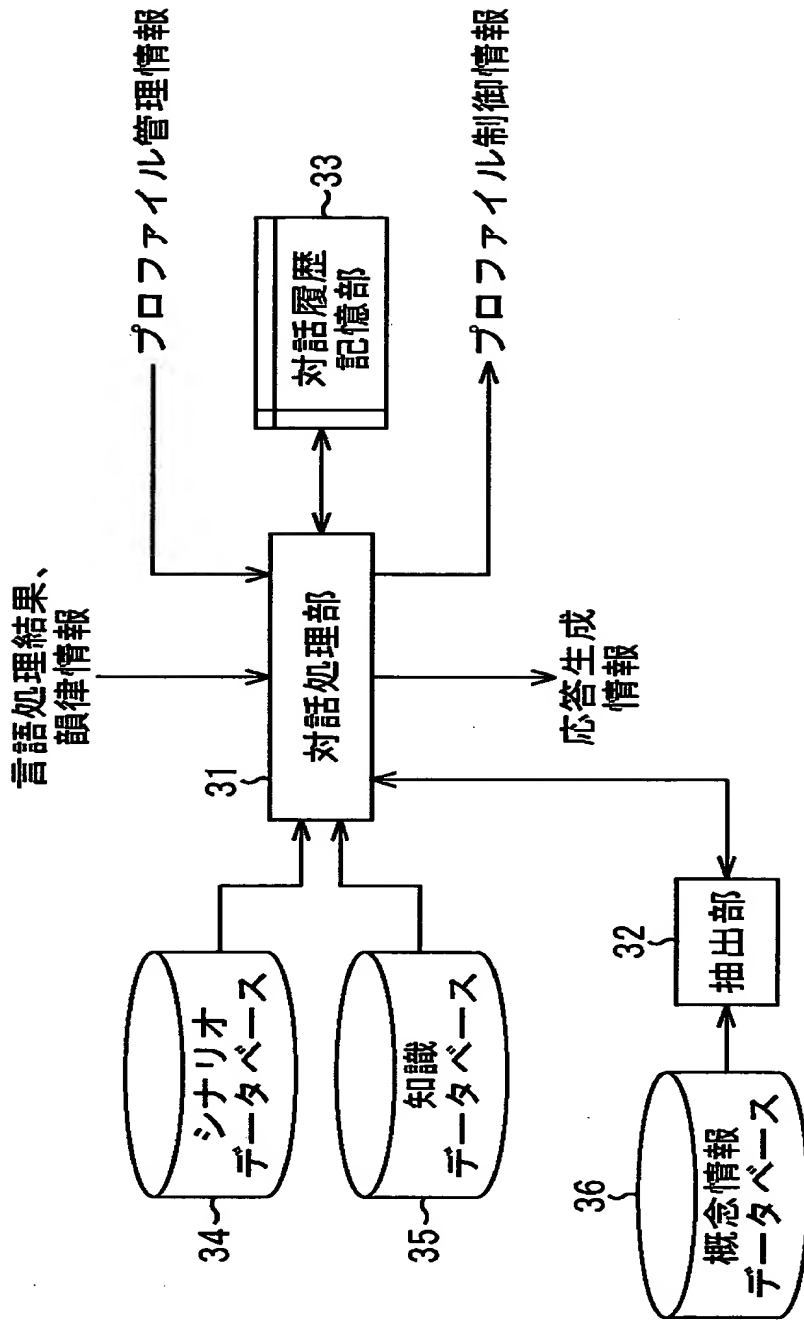 言語処理結果、
韻律情報
プロファイル管理情報
34
シナリオ
データベース
31
対話処理部
対話履歴
記憶部
33
35
知識
データベース
36
概念情報
データベース
32
抽出部
応答生成
情報
プロファイル制御情報